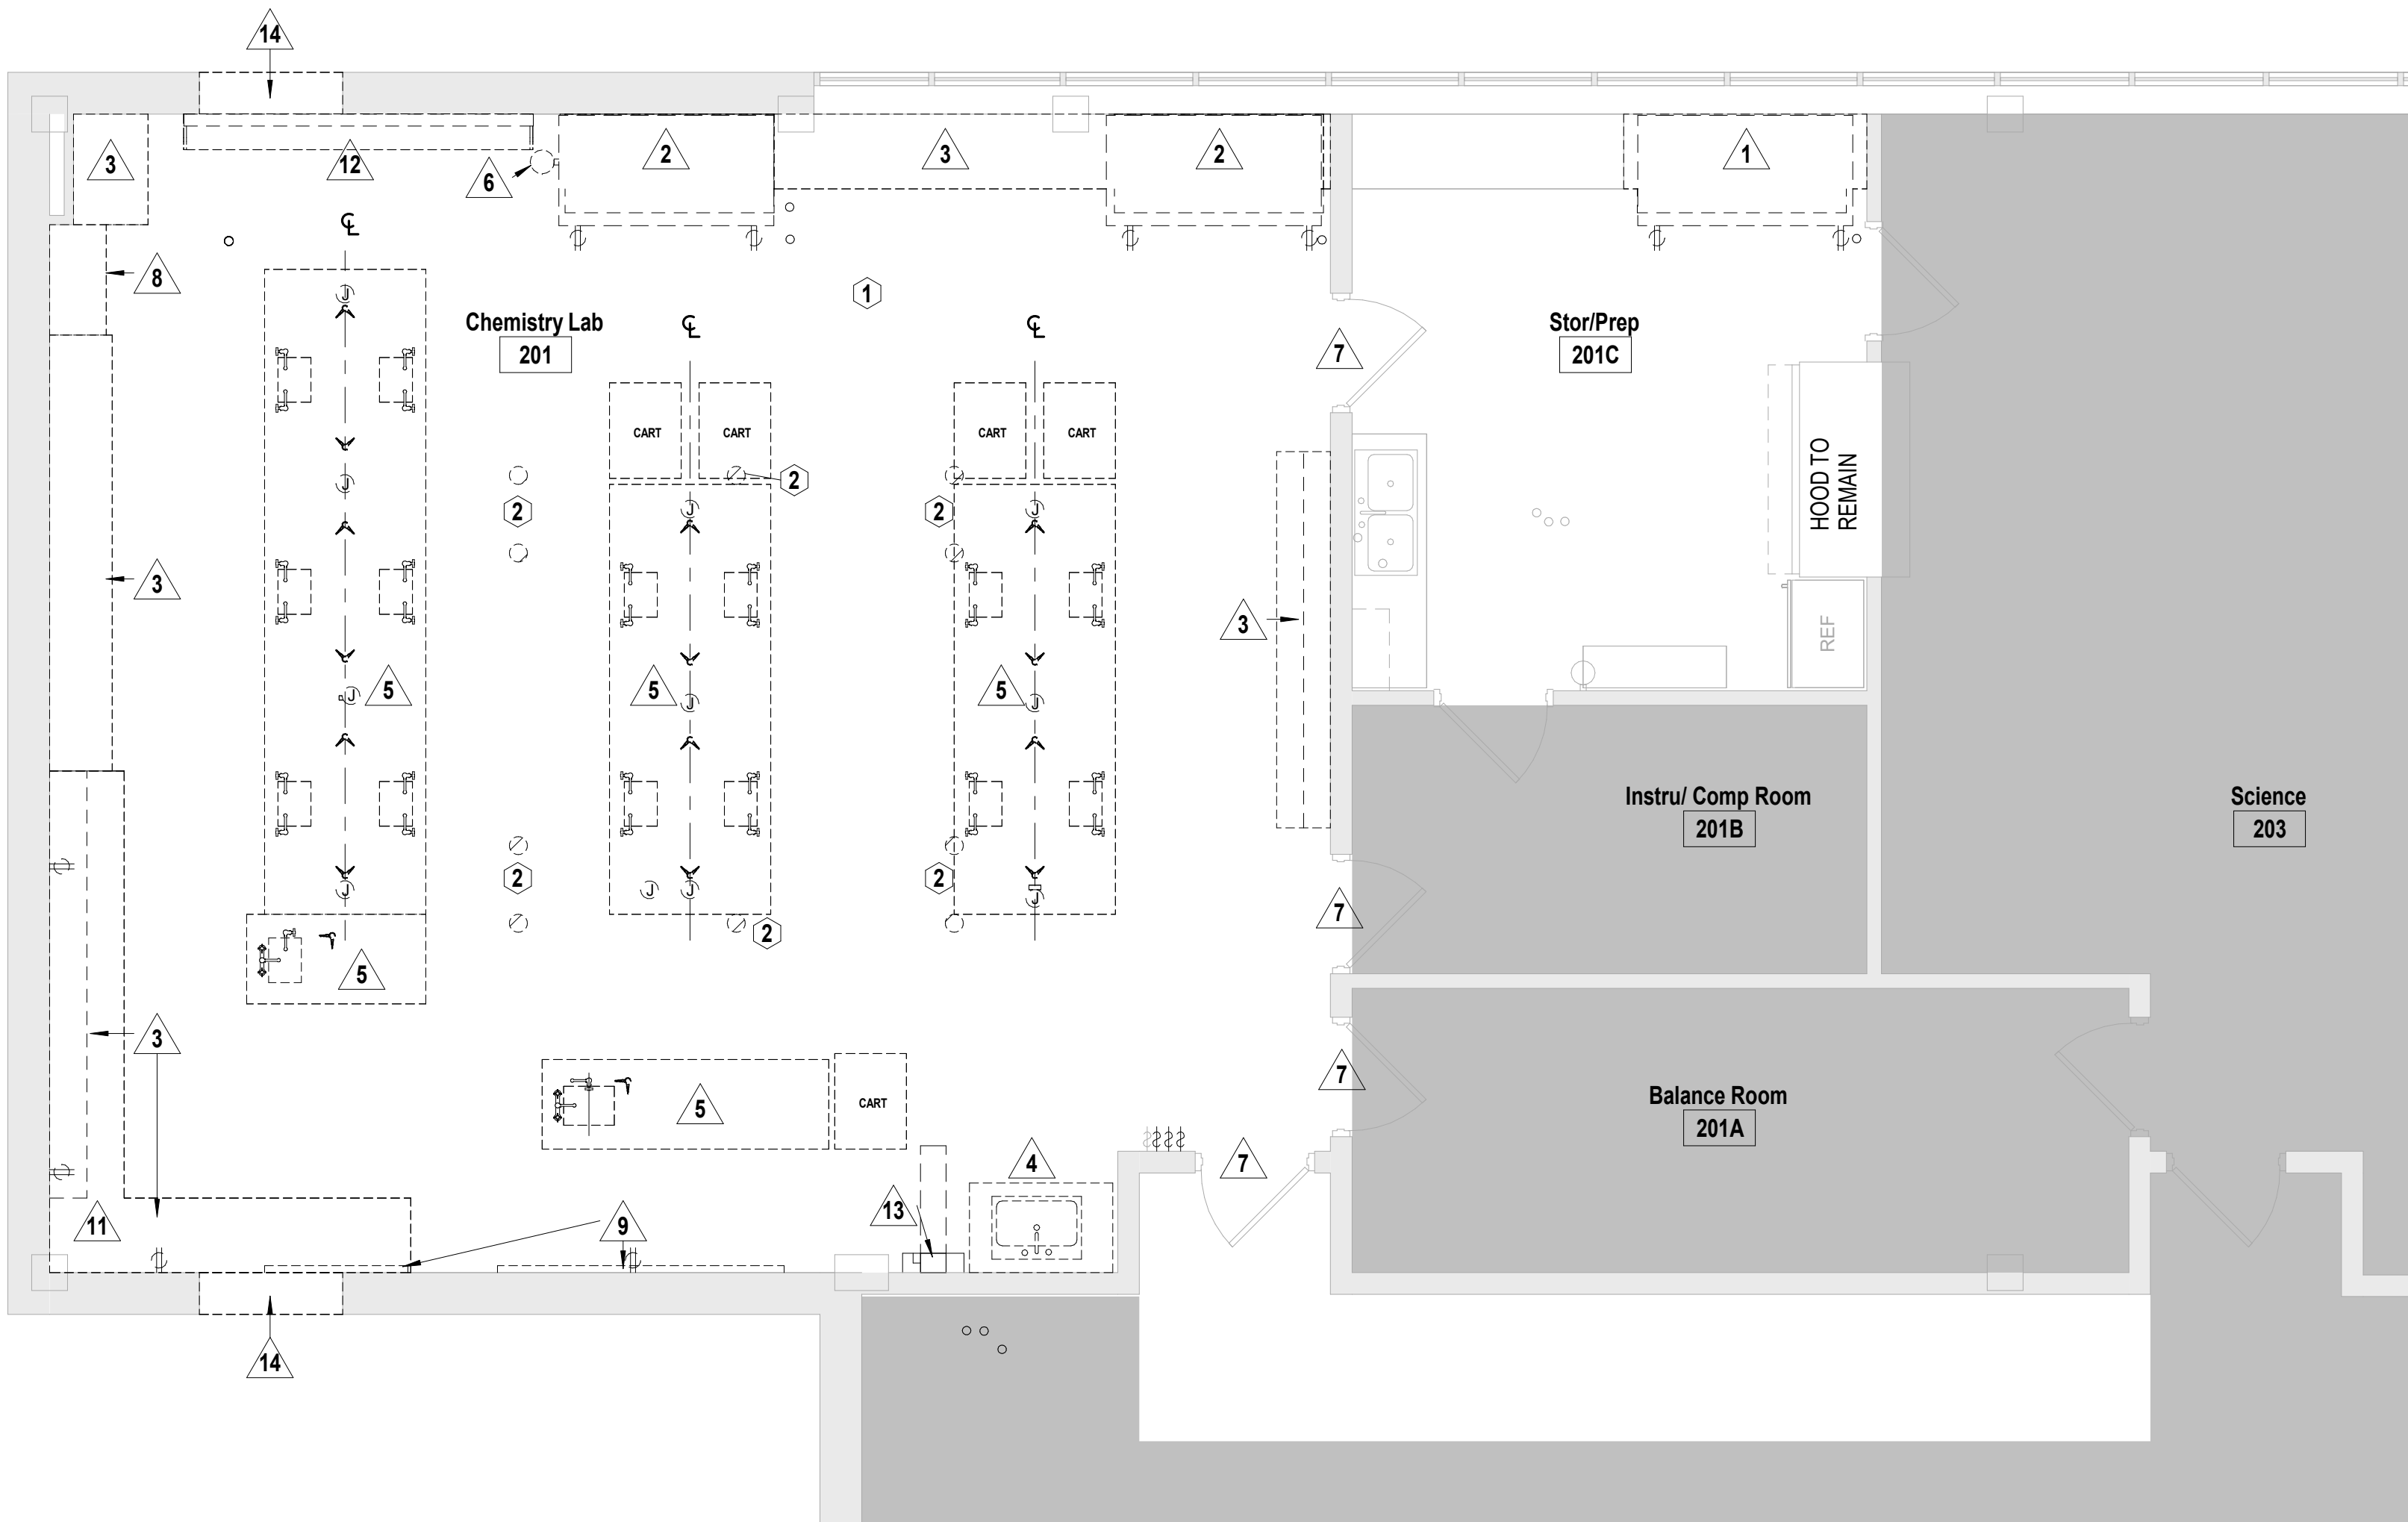 14
3
12
6
2
3
2
1
℄
8
1
Chemistry Lab
201
℄
℄
Stor/Prep
201C
7
J
CART
CART
CART
CART
HOOD TO
REMAIN
J
2
2
2
J
J
3
3
REF
5
5
5
J
J
J
Instru/ Comp Room
201B
Science
203
2
2
J
J
J
J
7
2
5
3
7
Balance Room
201A
5
CART
4
7
11
9
13
14